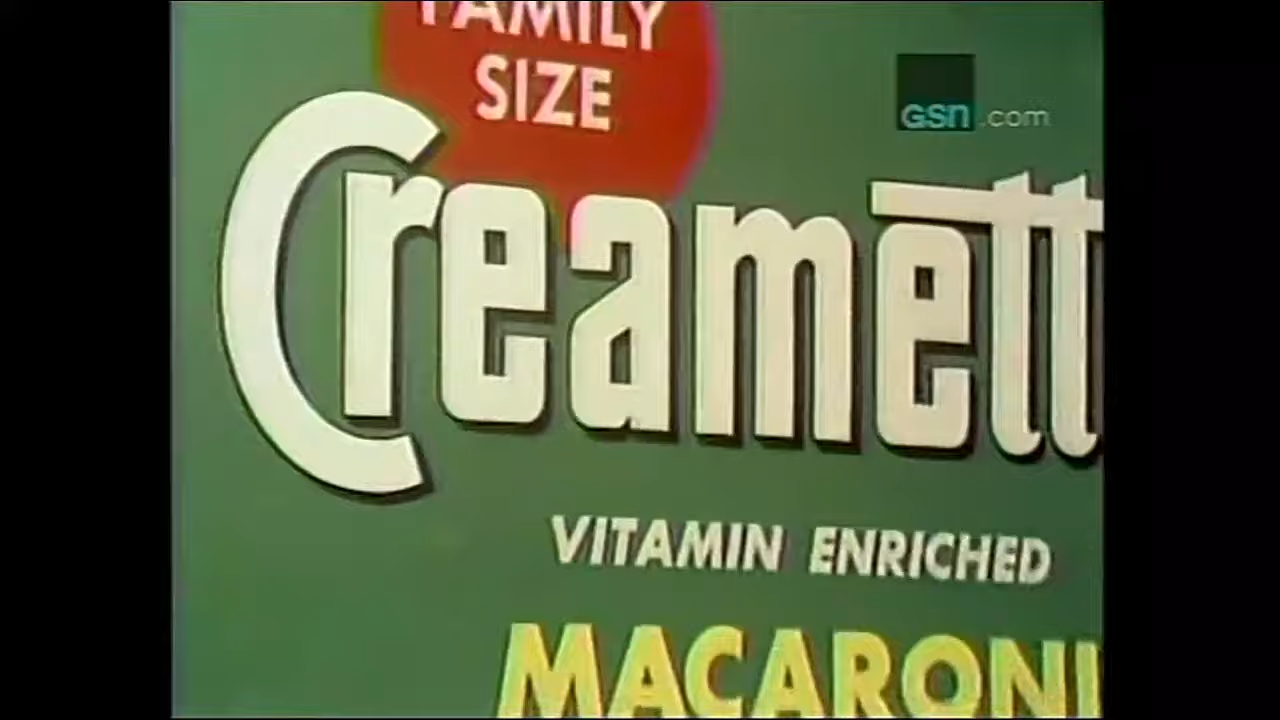 FAMILY
SIZE
GSN.com
Creamett
VITAMIN ENRICHED
MACARONI